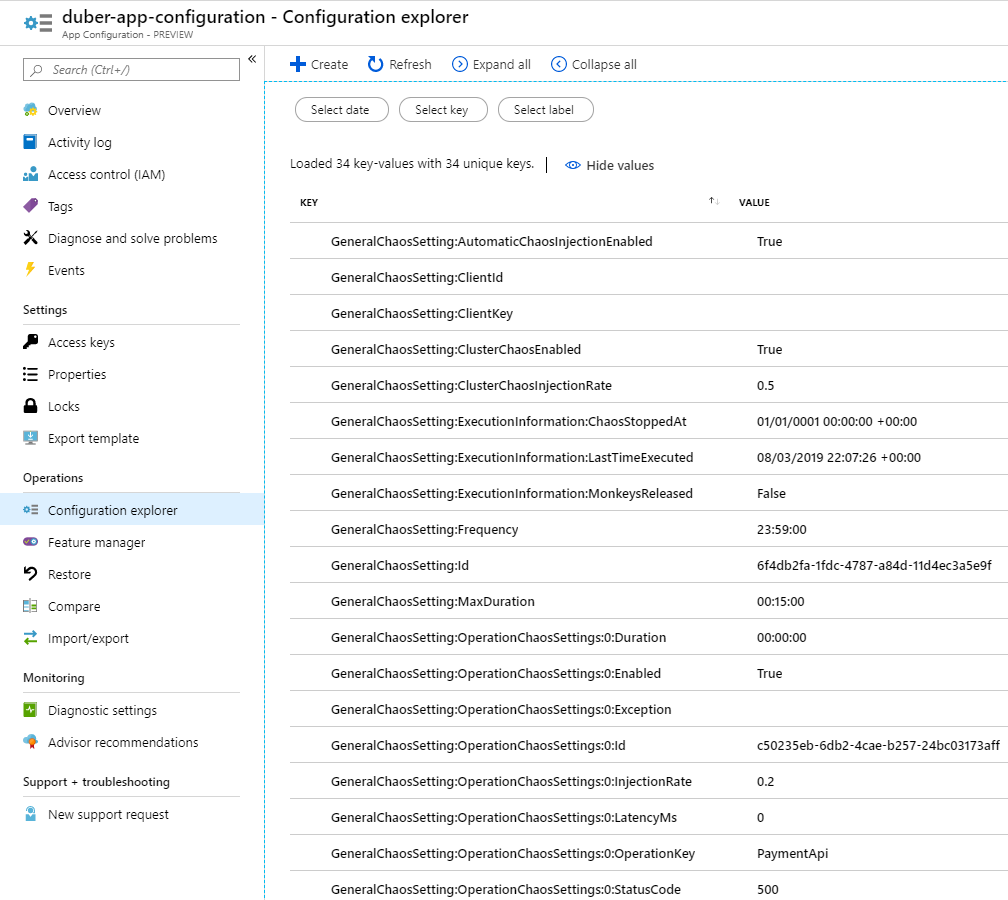 duber-app-configuration - Configuration explorer
App Configuration - PREVIEW
Search (Ctrl+/)
«
Overview
Activity log
Access control (IAM)
Tags
Diagnose and solve problems
Events
Settings
Access keys
Properties
Locks
Export template
Operations
Configuration explorer
Feature manager
Restore
Compare
Import/export
Monitoring
Diagnostic settings
Advisor recommendations
Support + troubleshooting
New support request
Create Refresh Expand all Collapse all
Select date Select key Select label
Loaded 34 key-values with 34 unique keys. | Hide values
KEY ↑↓ VALUE
GeneralChaosSetting:AutomaticChaosInjectionEnabled True
GeneralChaosSetting:ClientId
GeneralChaosSetting:ClientKey
GeneralChaosSetting:ClusterChaosEnabled True
GeneralChaosSetting:ClusterChaosInjectionRate 0.5
GeneralChaosSetting:ExecutionInformation:ChaosStoppedAt 01/01/0001 00:00:00 +00:00
GeneralChaosSetting:ExecutionInformation:LastTimeExecuted 08/03/2019 22:07:26 +00:00
GeneralChaosSetting:ExecutionInformation:MonkeysReleased False
GeneralChaosSetting:Frequency 23:59:00
GeneralChaosSetting:Id 6f4db2fa-1fdc-4787-a84d-11d4ec3a5e9f
GeneralChaosSetting:MaxDuration 00:15:00
GeneralChaosSetting:OperationChaosSettings:0:Duration 00:00:00
GeneralChaosSetting:OperationChaosSettings:0:Enabled True
GeneralChaosSetting:OperationChaosSettings:0:Exception
GeneralChaosSetting:OperationChaosSettings:0:Id c50235eb-6db2-4cae-b257-24bc03173aff
GeneralChaosSetting:OperationChaosSettings:0:InjectionRate 0.2
GeneralChaosSetting:OperationChaosSettings:0:LatencyMs 0
GeneralChaosSetting:OperationChaosSettings:0:OperationKey PaymentApi
GeneralChaosSetting:OperationChaosSettings:0:StatusCode 500